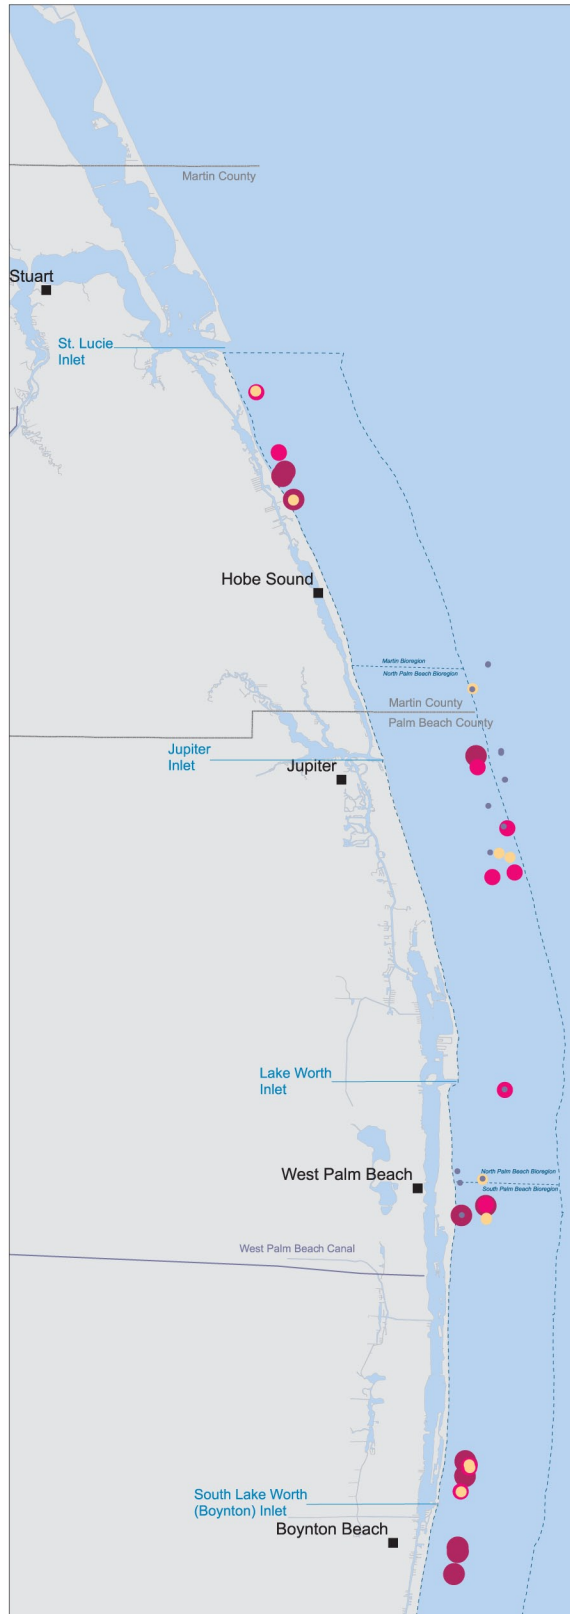 Martin County
Stuart
St. Lucie
Inlet
Hobe Sound
Martin Bioregion
North Palm Beach Bioregion
Martin County
Palm Beach County
Jupiter
Inlet
Jupiter
Lake Worth
Inlet
North Palm Beach Bioregion
West Palm Beach
South Palm Beach Bioregion
West Palm Beach Canal
South Lake Worth
(Boynton) Inlet
Boynton Beach